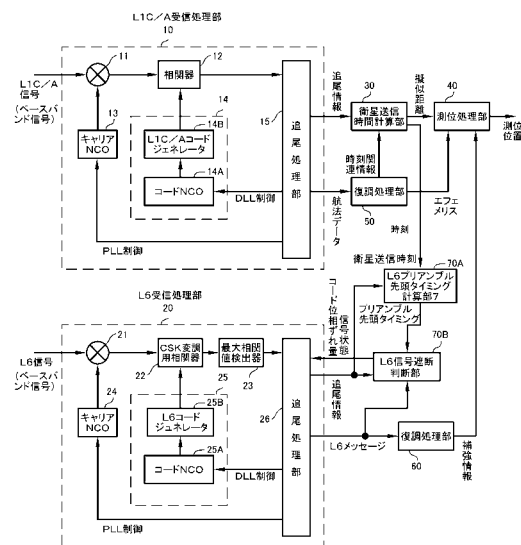 L1C/A受信処理部
10
L1C/A
信号
(ベースバ
ンド信号)
11
相関器
12
13
キャリア
NCO
14
14B
L1C/Aコード
ジェネレータ
14A
コードNCO
15
追尾処理部
DLL制御
PLL制御
追尾情報
航法データ
30
衛星送信
時間計算部
時刻関
連情報
復調処理部
50
擬似距離
40
測位処理部
測位
位置
エフェ
メリス
時刻
衛星送信時刻
70A
L6プリアンブル
先頭タイミング
計算部7
プリアンブル
先頭タイミング
コード位相ずれ量
信号状態
70B
L6信号遮断
判断部
追尾情報
L6受信処理部
20
L6信号
(ベースバ
ンド信号)
21
CSK変調
用相関器
22
最大相関
値検出器
23
24
キャリア
NCO
25
25B
L6コード
ジェネレータ
25A
コードNCO
26
追尾処理部
DLL制御
PLL制御
L6メッセージ
復調処理部
60
補強情報